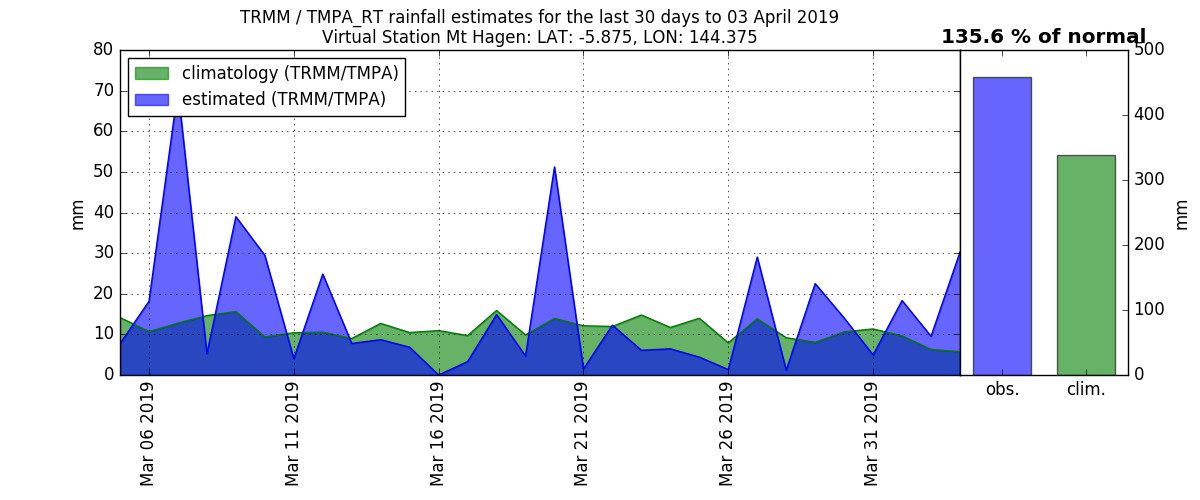 TRMM / TMPA_RT rainfall estimates for the last 30 days to 03 April 2019
Virtual Station Mt Hagen: LAT: -5.875, LON: 144.375
135.6 % of normal
climatology (TRMM/TMPA)
estimated (TRMM/TMPA)
mm
80
70
60
50
40
30
20
10
0
Mar 06 2019
Mar 11 2019
Mar 16 2019
Mar 21 2019
Mar 26 2019
Mar 31 2019
obs.
clim.
500
400
300
200
100
0
mm